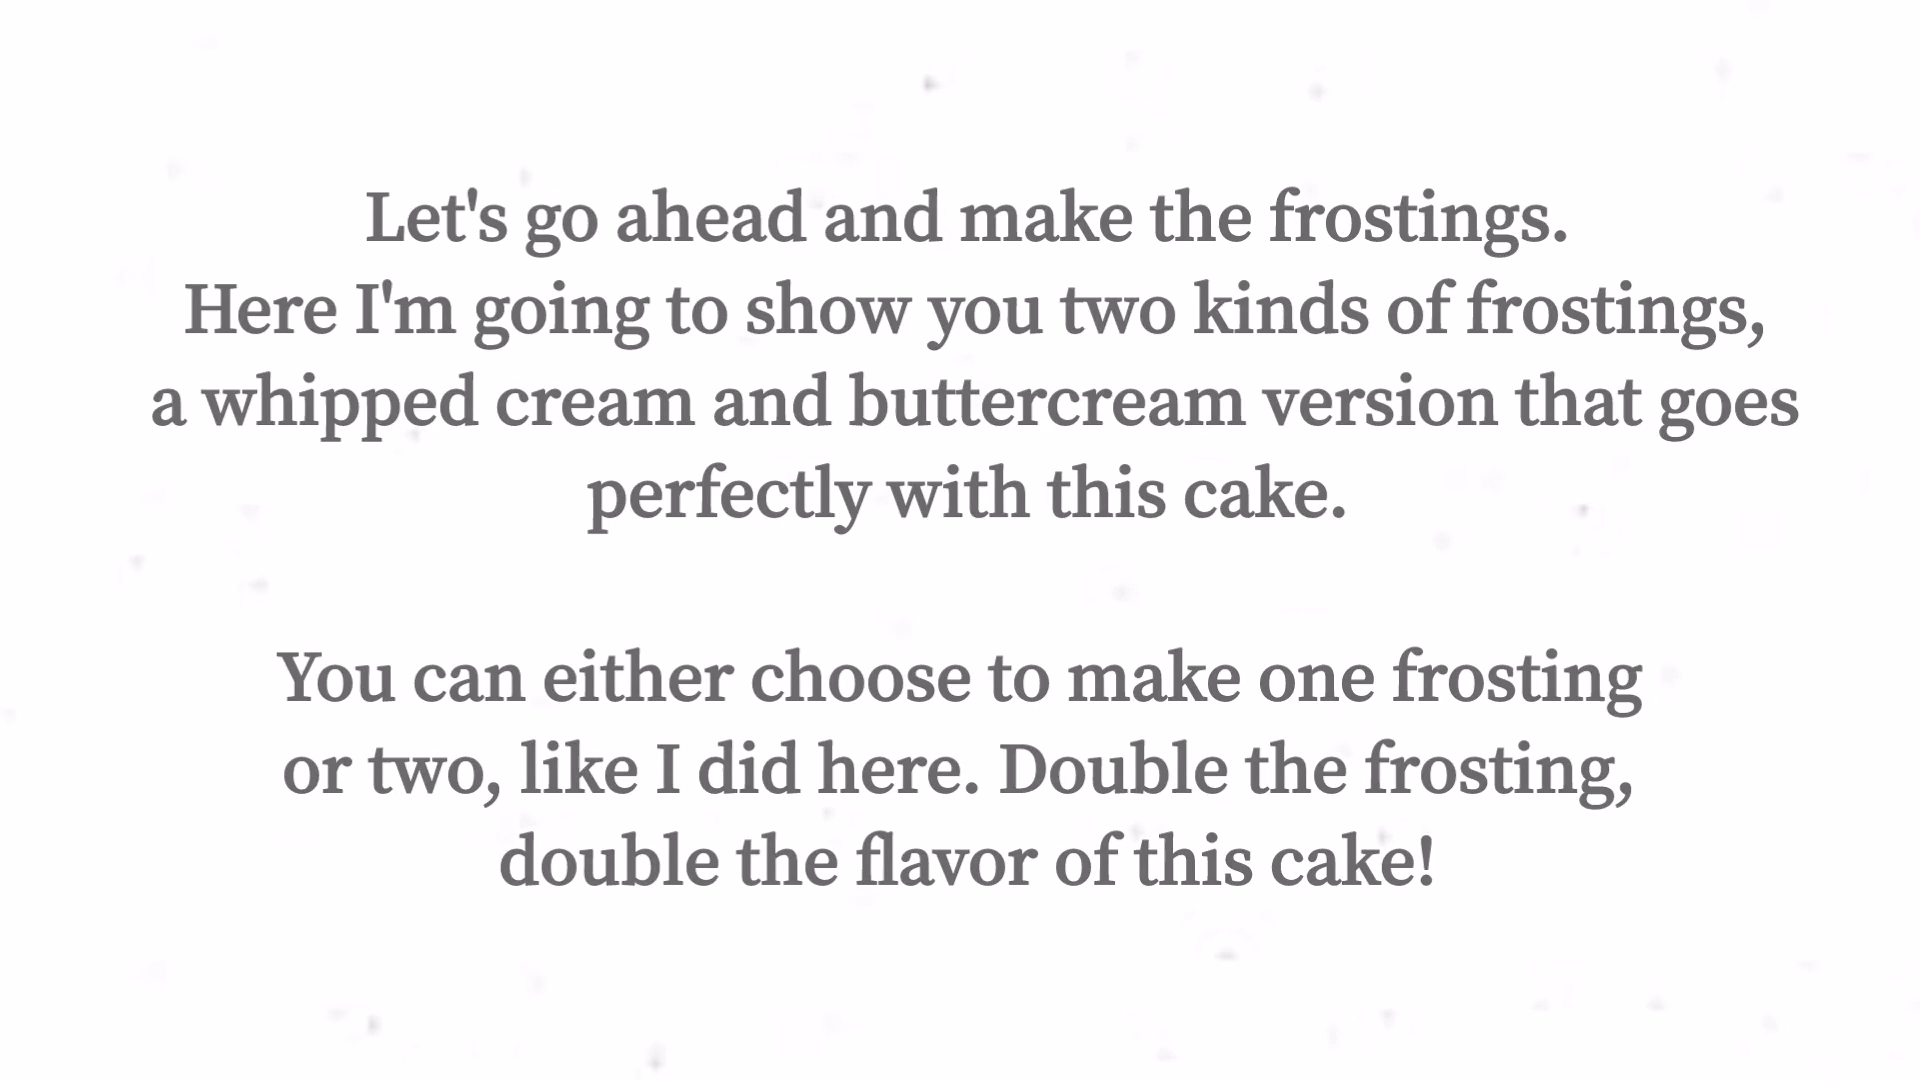 Let's go ahead and make the frostings.
Here I'm going to show you two kinds of frostings,
a whipped cream and buttercream version that goes
perfectly with this cake.
You can either choose to make one frosting
or two, like I did here. Double the frosting,
double the flavor of this cake!